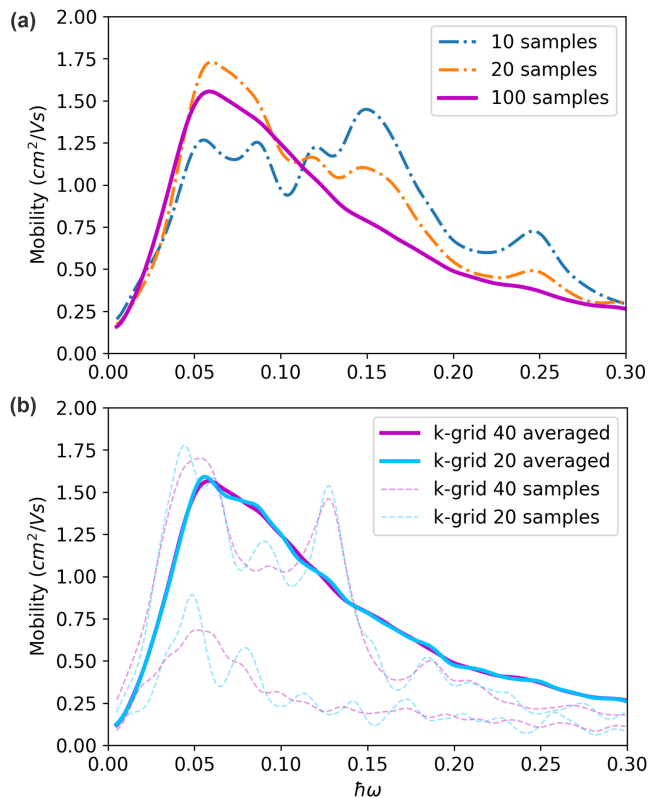 (a)
2.00
1.75
1.50
1.25
1.00
0.75
0.50
0.25
0.00
Mobility (cm²/Vs)
10 samples
20 samples
100 samples
0.00 0.05 0.10 0.15 0.20 0.25 0.30
(b)
2.00
1.75
1.50
1.25
1.00
0.75
0.50
0.25
0.00
Mobility (cm²/Vs)
k-grid 40 averaged
k-grid 20 averaged
k-grid 40 samples
k-grid 20 samples
0.00 0.05 0.10 0.15 0.20 0.25 0.30
ħω